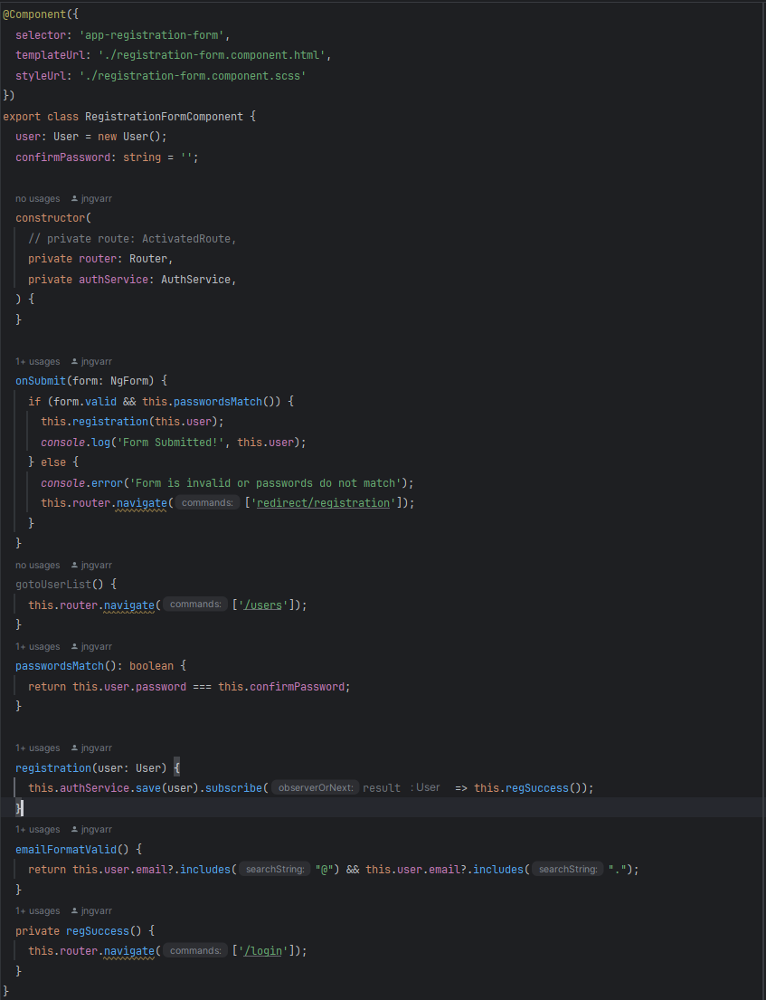 @Component({
  selector: 'app-registration-form',
  templateUrl: './registration-form.component.html',
  styleUrl: './registration-form.component.scss'
})
export class RegistrationFormComponent {
  user: User = new User();
  confirmPassword: string = '';
  no usages   jngvarr
  constructor(
    // private route: ActivatedRoute,
    private router: Router,
    private authService: AuthService,
  ) {
  }
  1+ usages   jngvarr
  onSubmit(form: NgForm) {
    if (form.valid && this.passwordsMatch()) {
      this.registration(this.user);
      console.log('Form Submitted!', this.user);
    } else {
      console.error('Form is invalid or passwords do not match');
      this.router.navigate( commands: ['redirect/registration']);
    }
  }
  no usages   jngvarr
  gotoUserList() {
    this.router.navigate( commands: ['/users']);
  }
  1+ usages   jngvarr
  passwordsMatch(): boolean {
    return this.user.password === this.confirmPassword;
  }
  1+ usages   jngvarr
  registration(user: User) {
    this.authService.save(user).subscribe( observerOrNext: result : User => this.regSuccess());
  }
  1+ usages   jngvarr
  emailFormatValid() {
    return this.user.email?.includes( searchString: "@") && this.user.email?.includes( searchString: ".");
  }
  1+ usages   jngvarr
  private regSuccess() {
    this.router.navigate( commands: ['/login']);
  }
}